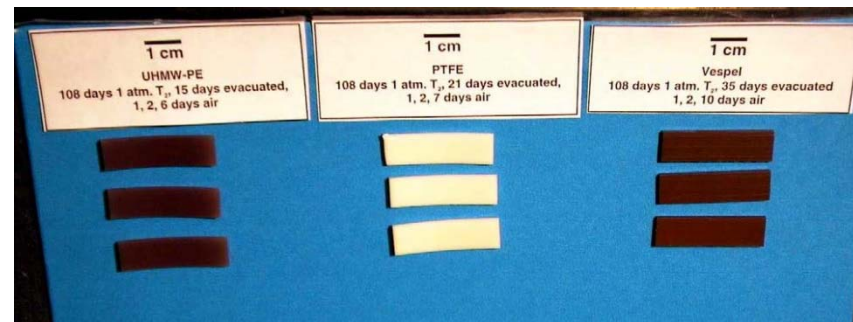 1 cm
UHMW-PE
108 days 1 atm. T₂, 15 days evacuated,
1, 2, 6 days air
1 cm
PTFE
108 days 1 atm. T₂, 21 days evacuated,
1, 2, 7 days air
1 cm
Vespel
108 days 1 atm. T₂, 35 days evacuated
1, 2, 10 days air